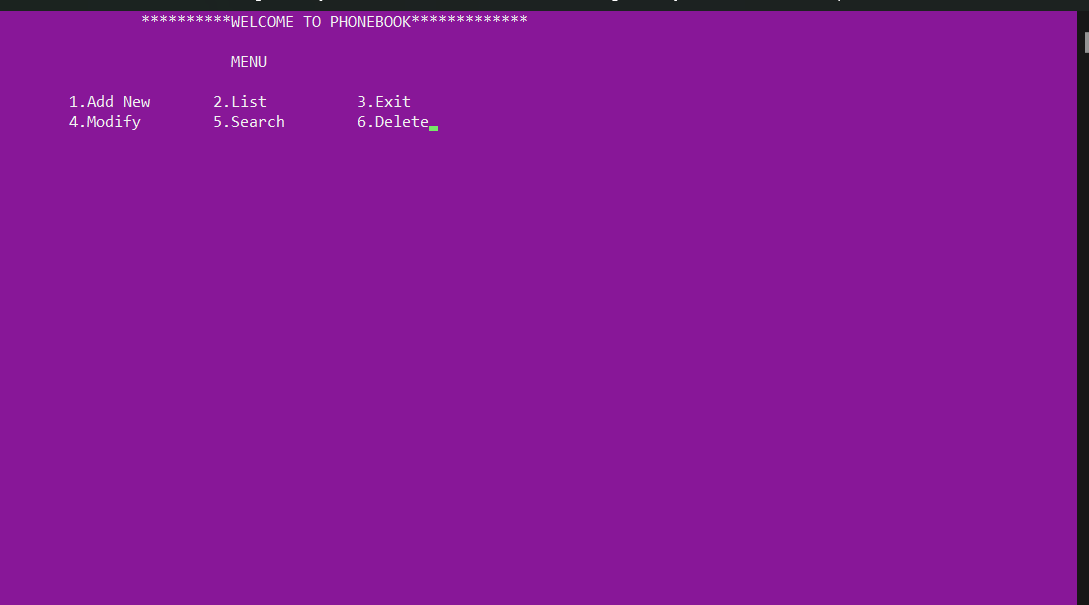 **********WELCOME TO PHONEBOOK*************
MENU
1.Add New 2.List 3.Exit
4.Modify 5.Search 6.Delete